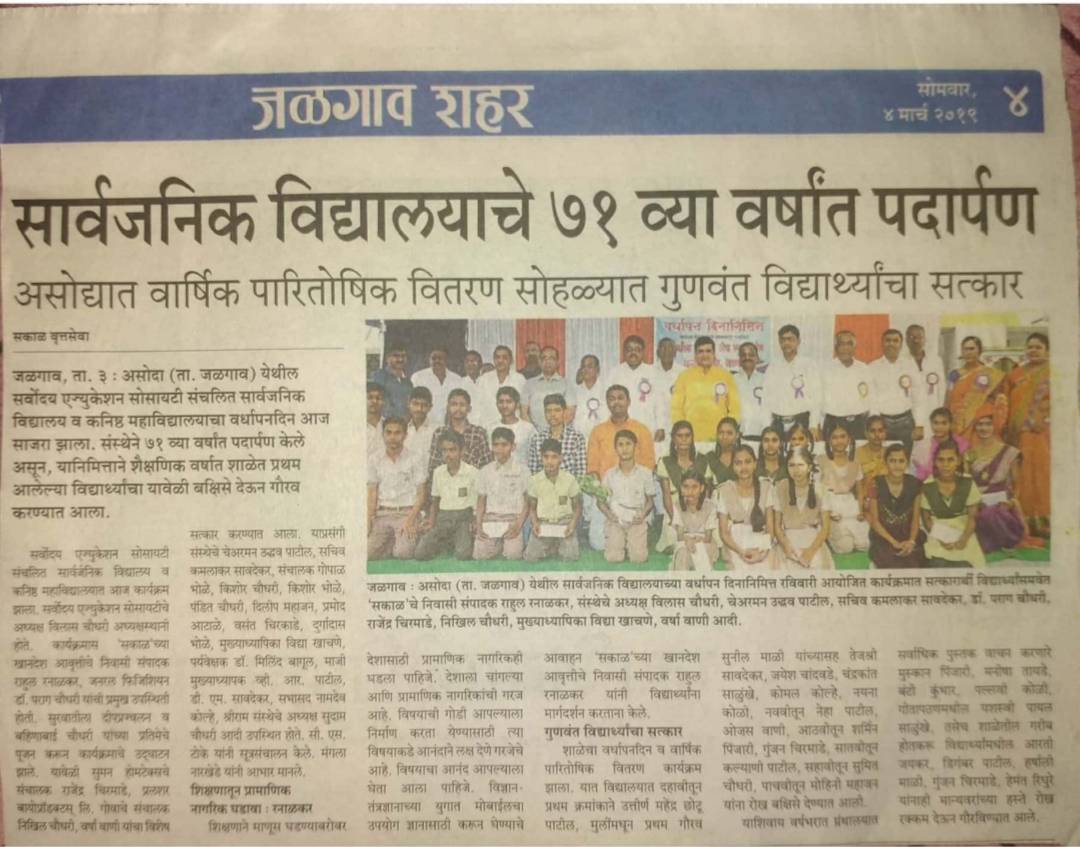 जळगाव शहर
सोमवार,
४ मार्च २०१९
४
सार्वजनिक विद्यालयाचे ७१ व्या वर्षात पदार्पण
असोद्यात वार्षिक पारितोषिक वितरण सोहळ्यात गुणवंत विद्यार्थ्यांचा सत्कार
सकाळ वृत्तसेवा
जळगाव, ता. ३ : असोदा (ता. जळगाव) येथील
सर्वोदय एज्युकेशन सोसायटी संचलित सार्वजनिक
विद्यालय व कनिष्ठ महाविद्यालयाचा वर्धापनदिन आज
साजरा झाला. संस्थेने ७१ व्या वर्षात पदार्पण केले
असून, यानिमित्ताने शैक्षणिक वर्षात शाळेत प्रथम
आलेल्या विद्यार्थ्यांचा यावेळी बक्षिसे देऊन गौरव
करण्यात आला.
सर्वोदय एज्युकेशन सोसायटी
संचलित सार्वजनिक विद्यालय व
कनिष्ठ महाविद्यालयात आज कार्यक्रम
झाला. सर्वोदय एज्युकेशन सोसायटीचे
अध्यक्ष विलास चौधरी अध्यक्षस्थानी
होते. कार्यक्रमास 'सकाळ'च्या
खानदेश आवृत्तीचे निवासी संपादक
राहुल रनाळकर, जनरल फिजिशियन
डॉ. पराग चौधरी यांची प्रमुख उपस्थिती
होती. सुरवातीला दीपप्रज्वलन व
बहिणाबाई चौधरी यांच्या प्रतिमेचे
पूजन करून कार्यक्रमाचे उद्‌घाटन
झाले. यावेळी सुमन होमटेक्सचे
संचालक राजेंद्र चिरमाडे, प्रलशर
बायोप्रॉडक्टस् लि. गोवाचे संचालक
निखिल चौधरी, वर्षा वाणी यांचा विशेष
सत्कार करण्यात आला. याप्रसंगी
संस्थेचे चेअरमन उद्धव पाटील, सचिव
कमलाकर सावदेकर, संचालक गोपाळ
भोळे, किशोर चौधरी, किशोर भोळे,
पंडित चौधरी, दिलीप महाजन, प्रमोद
आटाळे, वसंत चिरकाडे, दुर्गादास
भोळे, मुख्याध्यापिका विद्या खाचणे,
पर्यवेक्षक डॉ. मिलिंद बागूल, माजी
मुख्याध्यापक व्ही. आर. पाटील,
डी. एम. सावदेकर, सभासद नामदेव
कोल्हे, श्रीराम संस्थेचे अध्यक्ष सुदाम
चौधरी आदी उपस्थित होते. सी. एस.
टोके यांनी सूत्रसंचालन केले. मंगला
नारखेडे यांनी आभार मानले.
शिक्षणातून प्रामाणिक
नागरिक घडावा : रनाळकर
शिक्षणाने माणूस घडण्याबरोबर
वर्धापन दिनानिमित्त
जळगाव : असोदा (ता. जळगाव) येथील सार्वजनिक विद्यालयाच्या वर्धापन दिनानिमित्त रविवारी आयोजित कार्यक्रमात सत्कारार्थी विद्यार्थ्यांसमवेत
'सकाळ'चे निवासी संपादक राहुल रनाळकर, संस्थेचे अध्यक्ष विलास चौधरी, चेअरमन उद्धव पाटील, सचिव कमलाकर सावदेकर, डॉ. पराग चौधरी,
राजेंद्र चिरमाडे, निखिल चौधरी, मुख्याध्यापिका विद्या खाचणे, वर्षा वाणी आदी.
देशासाठी प्रामाणिक नागरिकही
घडला पाहिजे. देशाला चांगल्या
आणि प्रामाणिक नागरिकांची गरज
आहे. विषयाची गोडी आपल्याला
निर्माण करता येण्यासाठी त्या
विषयाकडे आनंदाने लक्ष देणे गरजेचे
आहे. विषयाचा आनंद आपल्याला
घेता आला पाहिजे. विज्ञान-
तंत्रज्ञानाच्या युगात मोबाईलचा
उपयोग ज्ञानासाठी करून घेण्याचे
आवाहन 'सकाळ'च्या खानदेश
आवृत्तीचे निवासी संपादक राहुल
रनाळकर यांनी विद्यार्थ्यांना
मार्गदर्शन करताना केले.
गुणवंत विद्यार्थ्यांचा सत्कार
शाळेचा वर्धापनदिन व वार्षिक
पारितोषिक वितरण कार्यक्रम
झाला. यात विद्यालयात दहावीतून
प्रथम क्रमांकाने उत्तीर्ण महेंद्र छोटू
पाटील, मुलींमधून प्रथम गौरव
सुनील माळी यांच्यासह तेजश्री
सावदेकर, जयेश चांदवडे, चंद्रकांत
साळुंखे, कोमल कोल्हे, नयना
कोळी, नववीतून नेहा पाटील,
ओजस वाणी, आठवीतून शर्मिन
पिंजारी, गुंजन चिरमाडे, सातवीतून
कल्याणी पाटील, सहावीतून सुमित
चौधरी, पाचवीतून मोहिनी महाजन
यांना रोख बक्षिसे देण्यात आली.
याशिवाय वर्षभरात ग्रंथालयात
सर्वाधिक पुस्तक वाचन करणारे
मुस्कान पिंजारी, मनीषा तायडे,
बंटी कुंभार, पल्लवी कोळी,
गीतापठणमधील यशस्वी पायल
साळुंखे, तसेच शाळेतील गरीब
होतकरू विद्यार्थ्यांमधील आरती
जयकर, डिगंबर पाटील, हर्षाली
माळी, गुंजन चिरमाडे, हेमंत रिधुरे
यांनाही मान्यवरांच्या हस्ते रोख
रक्कम देऊन गौरविण्यात आले.